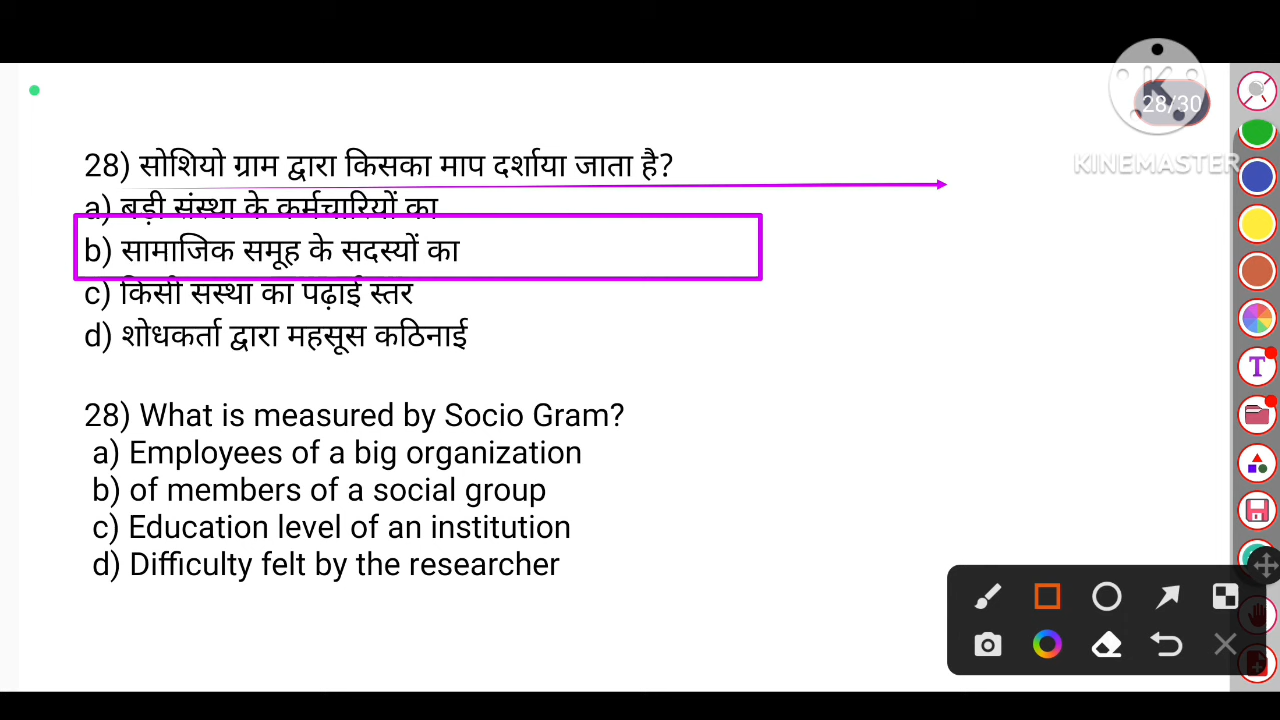 28/30
KINEMASTER
28) सोशियो ग्राम द्वारा किसका माप दर्शाया जाता है?
a) बड़ी संस्था के कर्मचारियों का
b) सामाजिक समूह के सदस्यों का
c) किसी संस्था का पढ़ाई स्तर
d) शोधकर्ता द्वारा महसूस कठिनाई
28) What is measured by Socio Gram?
a) Employees of a big organization
b) of members of a social group
c) Education level of an institution
d) Difficulty felt by the researcher
T